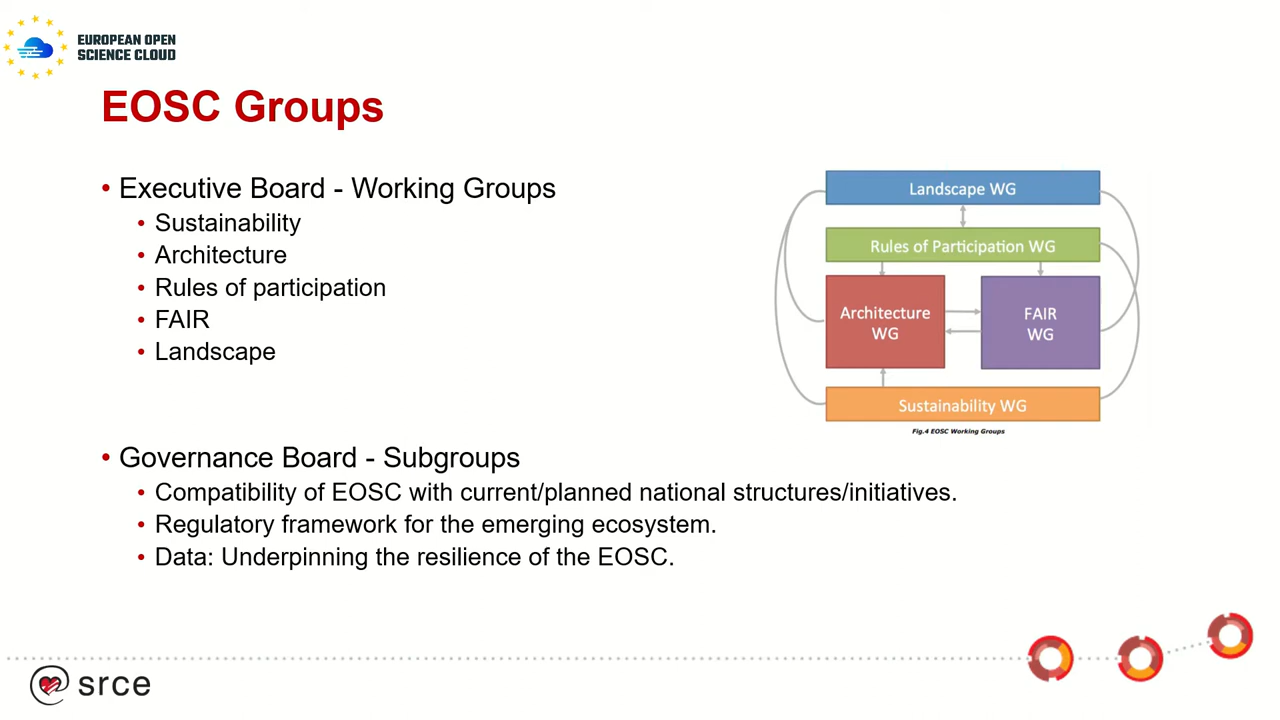 EUROPEAN OPEN
SCIENCE CLOUD
EOSC Groups
• Executive Board - Working Groups
• Sustainability
• Architecture
• Rules of participation
• FAIR
• Landscape
Landscape WG
Rules of Participation WG
Architecture
WG
FAIR
WG
Sustainability WG
Fig.4 EOSC Working Groups
• Governance Board - Subgroups
• Compatibility of EOSC with current/planned national structures/initiatives.
• Regulatory framework for the emerging ecosystem.
• Data: Underpinning the resilience of the EOSC.
srce